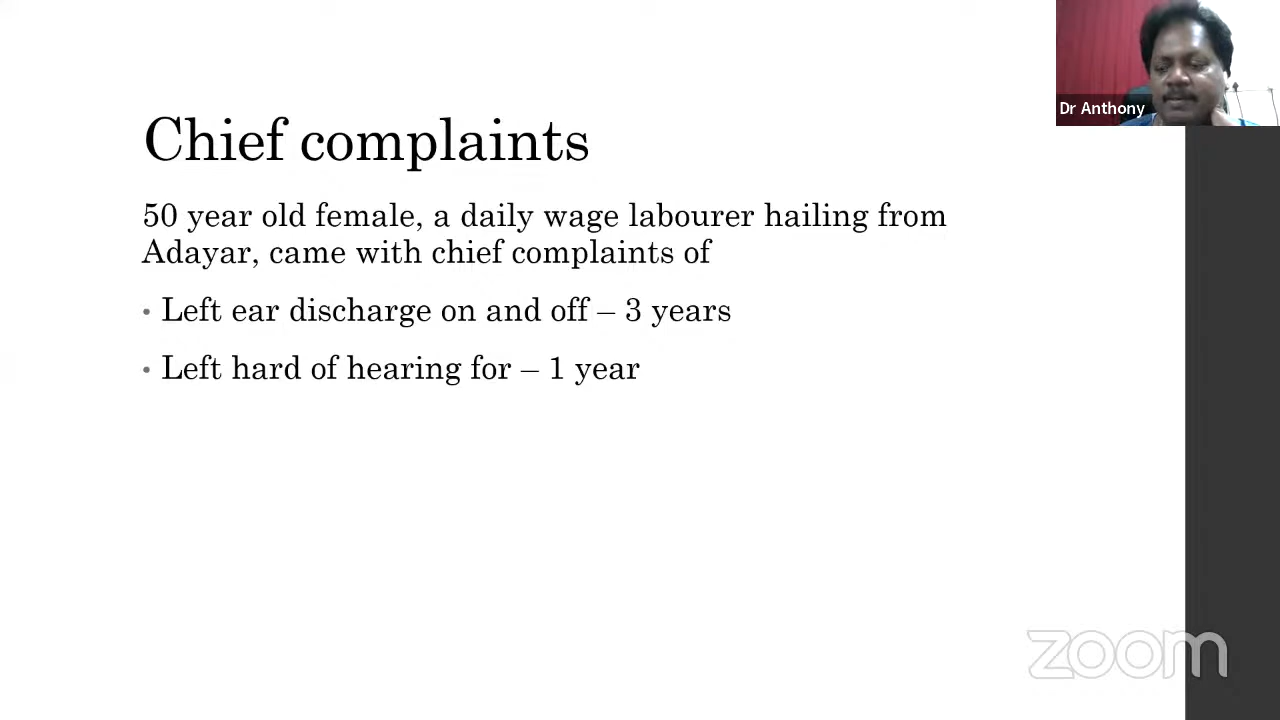 Dr Anthony
Chief complaints
50 year old female, a daily wage labourer hailing from
Adayar, came with chief complaints of
• Left ear discharge on and off – 3 years
• Left hard of hearing for – 1 year
zoom